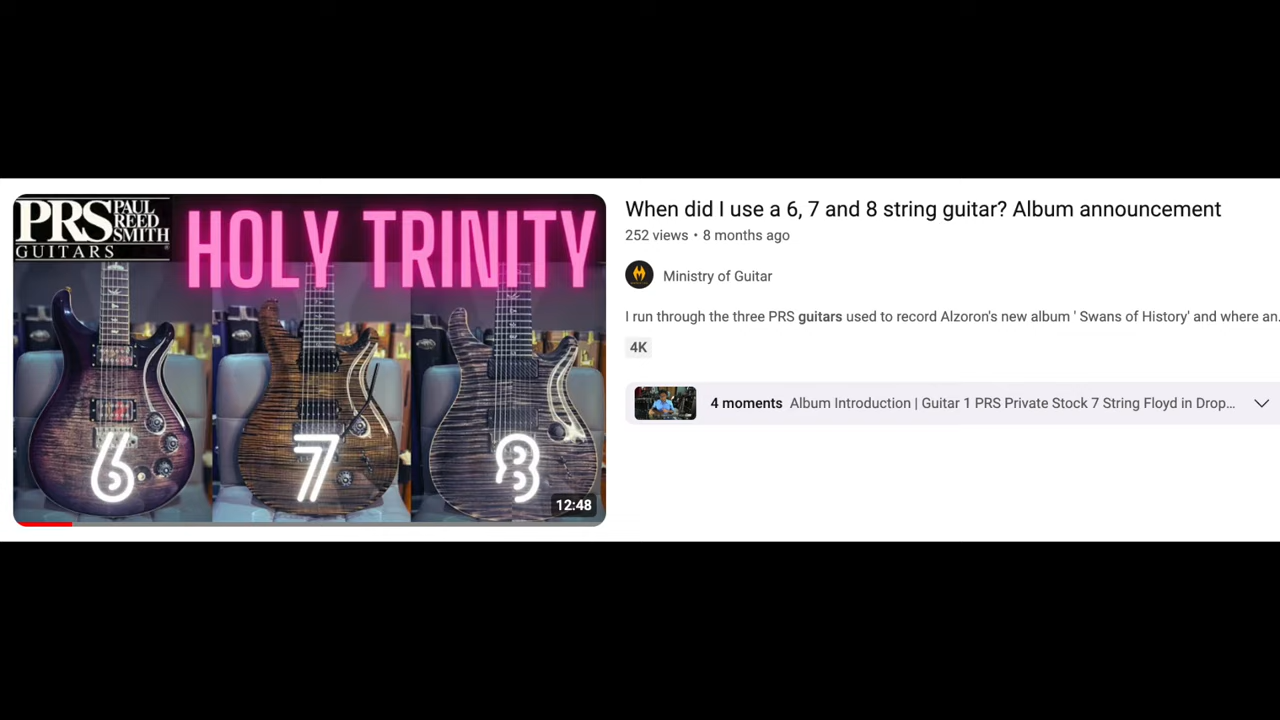 PRS PAUL REED SMITH
GUITARS
HOLY TRINITY
6
7
8
12:48
When did I use a 6, 7 and 8 string guitar? Album announcement
252 views • 8 months ago
Ministry of Guitar
I run through the three PRS guitars used to record Alzoron's new album ' Swans of History' and where an.
4K
4 moments Album Introduction | Guitar 1 PRS Private Stock 7 String Floyd in Drop...